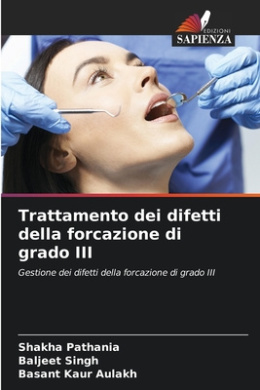 EDIZIONI
SAPIENZA
Trattamento dei difetti
della forcazione di
grado III
Gestione dei difetti della forcazione di grado III
Shakha Pathania
Baljeet Singh
Basant Kaur Aulakh